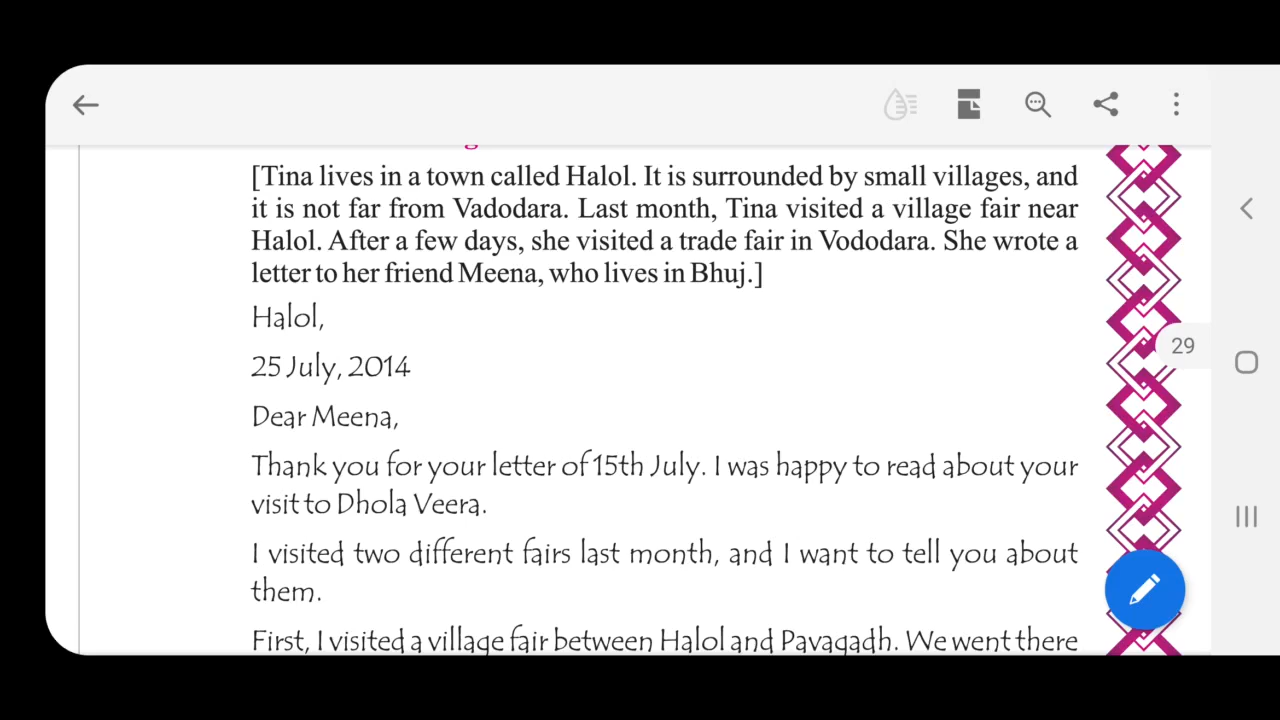 [Tina lives in a town called Halol. It is surrounded by small villages, and
it is not far from Vadodara. Last month, Tina visited a village fair near
Halol. After a few days, she visited a trade fair in Vododara. She wrote a
letter to her friend Meena, who lives in Bhuj.]
Halol,
25 July, 2014
29
Dear Meena,
Thank you for your letter of 15th July. I was happy to read about your
visit to Dhola Veera.
I visited two different fairs last month, and I want to tell you about
them.
First, I visited a village fair between Halol and Pavagadh. We went there